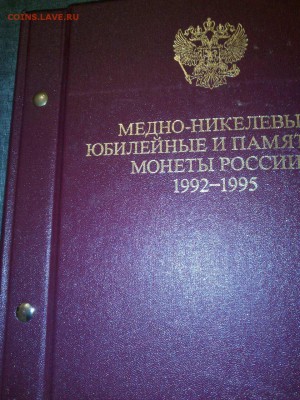 COINS.LAVE.RU
МЕДНО-НИКЕЛЕВЫ
ЮБИЛЕЙНЫЕ И ПАМЯТ
МОНЕТЫ РОССИИ
1992–1995